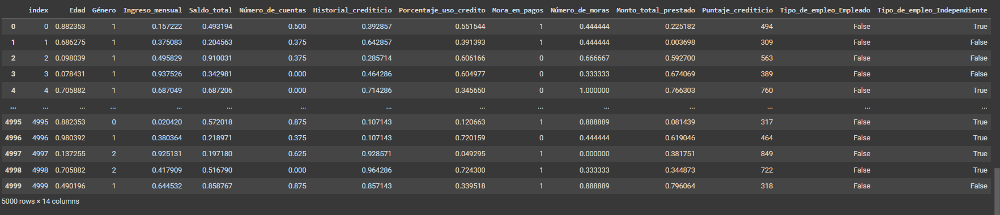 index Edad Género Ingreso_mensual Saldo_total Número_de_cuentas Historial_crediticio Porcentaje_uso_credito Mora_en_pagos Número_de_moras Monto_total_prestado Puntaje_crediticio Tipo_de_empleo_Empleado Tipo_de_empleo_Independiente
0 0 0.882353 1 0.157222 0.493194 0.500 0.392857 0.551544 1 0.444444 0.225182 494 False True
1 1 0.686275 1 0.375083 0.204563 0.375 0.642857 0.391393 1 0.444444 0.003698 309 False False
2 2 0.098039 1 0.495829 0.910031 0.375 0.285714 0.606166 0 0.666667 0.592700 563 False False
3 3 0.078431 1 0.937526 0.342981 0.000 0.464286 0.604977 0 0.333333 0.674069 389 False False
4 4 0.705882 1 0.687049 0.687206 0.000 0.714286 0.345650 0 1.000000 0.766303 760 False True
... ... ... ... ... ... ... ... ... ... ... ... ... ... ...
4995 4995 0.882353 0 0.020420 0.572018 0.875 0.107143 0.120663 1 0.888889 0.081439 317 False True
4996 4996 0.980392 1 0.380364 0.218971 0.375 0.107143 0.720159 0 0.444444 0.619046 464 False True
4997 4997 0.137255 2 0.925131 0.197180 0.625 0.928571 0.049295 1 0.000000 0.381751 849 False True
4998 4998 0.705882 2 0.417909 0.516790 0.000 0.964286 0.724300 1 0.333333 0.344873 722 False True
4999 4999 0.490196 1 0.644532 0.858767 0.875 0.857143 0.339518 1 0.888889 0.796064 318 False False
5000 rows × 14 columns